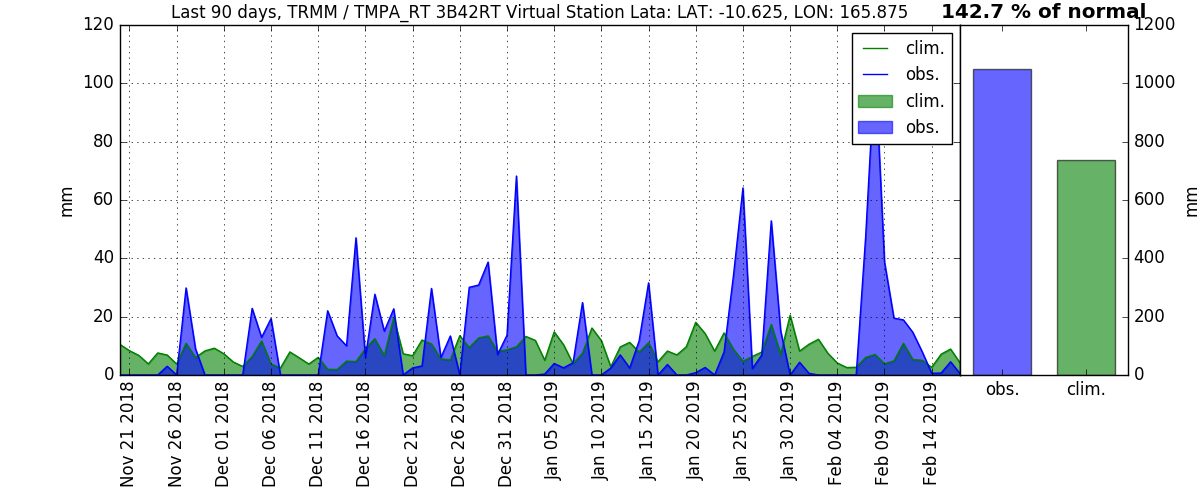 Last 90 days, TRMM / TMPA_RT 3B42RT Virtual Station Lata: LAT: -10.625, LON: 165.875
142.7 % of normal
120
100
80
60
40
20
0
mm
clim.
obs.
clim.
obs.
1200
1000
800
600
400
200
0
mm
Nov 21 2018
Nov 26 2018
Dec 01 2018
Dec 06 2018
Dec 11 2018
Dec 16 2018
Dec 21 2018
Dec 26 2018
Dec 31 2018
Jan 05 2019
Jan 10 2019
Jan 15 2019
Jan 20 2019
Jan 25 2019
Jan 30 2019
Feb 04 2019
Feb 09 2019
Feb 14 2019
obs.
clim.